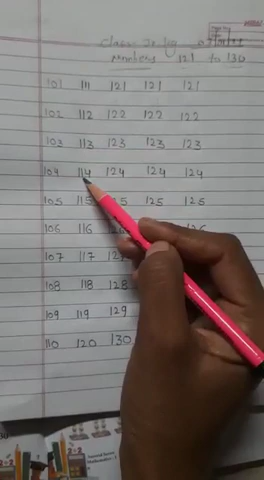 numbers 121 to 130
101 111 121 121 121
102 112 122 122 122
103 113 123 123 123
104 114 124 124 124
105 115 125 125
106 116 126
107 117
108 118 128
109 119 129
110 120 130